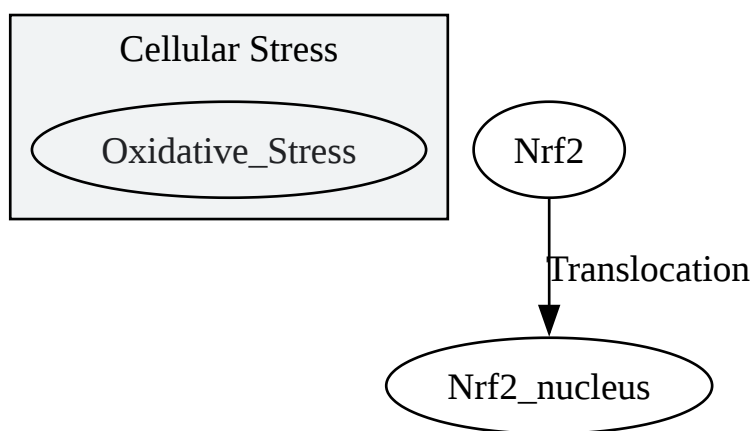 Cellular Stress
Oxidative_Stress
Nrf2
Translocation
Nrf2_nucleus